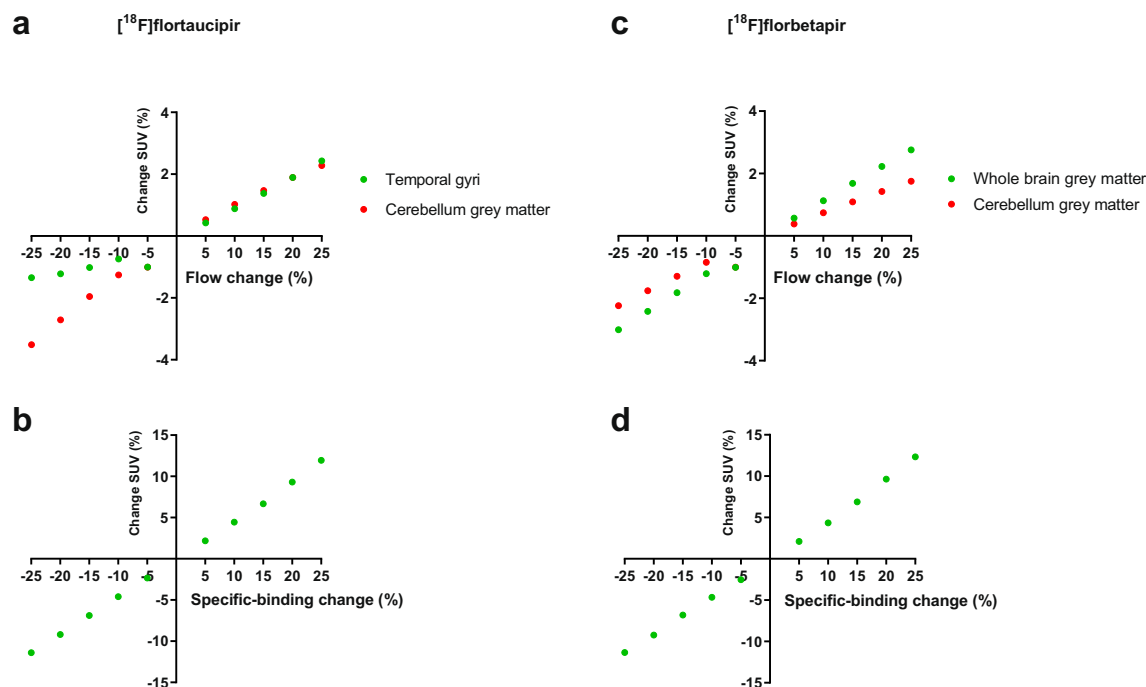 a
[18F]flortaucipir
Change SUV (%)
4
2
-25 -20 -15 -10 -5
5 10 15 20 25
Flow change (%)
-2
-4
Temporal gyri
Cerebellum grey matter
c
[18F]florbetapir
Change SUV (%)
4
2
-25 -20 -15 -10 -5
5 10 15 20 25
Flow change (%)
-2
-4
Whole brain grey matter
Cerebellum grey matter
b
Change SUV (%)
15
10
5
-25 -20 -15 -10 -5
5 10 15 20 25
Specific-binding change (%)
-5
-10
-15
d
Change SUV (%)
15
10
5
-25 -20 -15 -10 -5
5 10 15 20 25
Specific-binding change (%)
-5
-10
-15